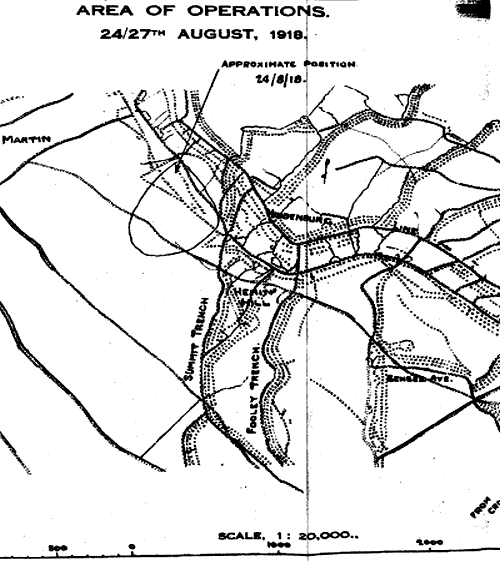 AREA OF OPERATIONS.
24/27TH AUGUST, 1918.
APPROXIMATE POSITION
24/8/18.
MARTIN
HINDENBURG
LINE
HENIN
HILL
SUMMIT TRENCH
FOOLEY TRENCH
SENSEE AVE.
FROM
SCALE, 1: 20,000..
500 0 1000 2000